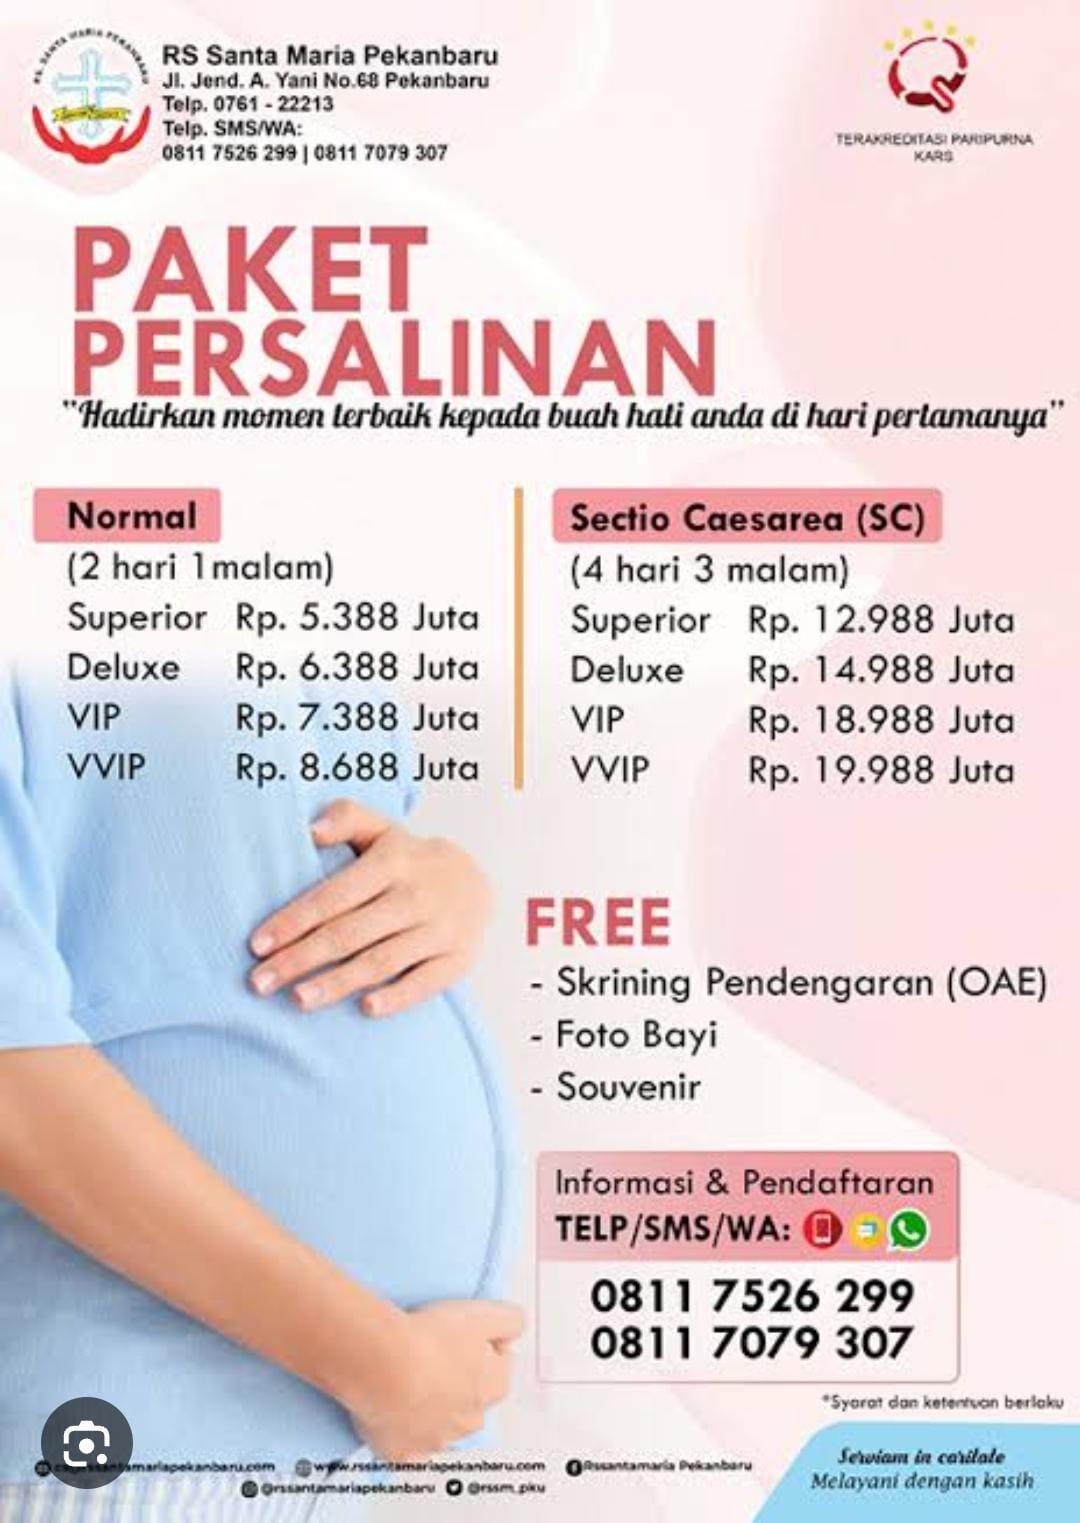 RS. SANTA MARIA PEKANBARU
RS Santa Maria Pekanbaru
Jl. Jend. A. Yani No.68 Pekanbaru
Telp. 0761 - 22213
Telp. SMS/WA:
0811 7526 299 | 0811 7079 307
TERAKREDITASI PARIPURNA
KARS
PAKET
PERSALINAN
"Hadirkan momen terbaik kepada buah hati anda di hari pertamanya"
Normal
(2 hari 1malam)
Superior Rp. 5.388 Juta
Deluxe Rp. 6.388 Juta
VIP Rp. 7.388 Juta
VVIP Rp. 8.688 Juta
Sectio Caesarea (SC)
(4 hari 3 malam)
Superior Rp. 12.988 Juta
Deluxe Rp. 14.988 Juta
VIP Rp. 18.988 Juta
VVIP Rp. 19.988 Juta
FREE
- Skrining Pendengaran (OAE)
- Foto Bayi
- Souvenir
Informasi & Pendaftaran
TELP/SMS/WA:
0811 7526 299
0811 7079 307
*Syarat dan ketentuan berlaku
www.rssantamariapekanbaru.com
Rssantamaria Pekanbaru
@rssantamariapekanbaru @rssm_pku
Serviam in caritate
Melayani dengan kasih